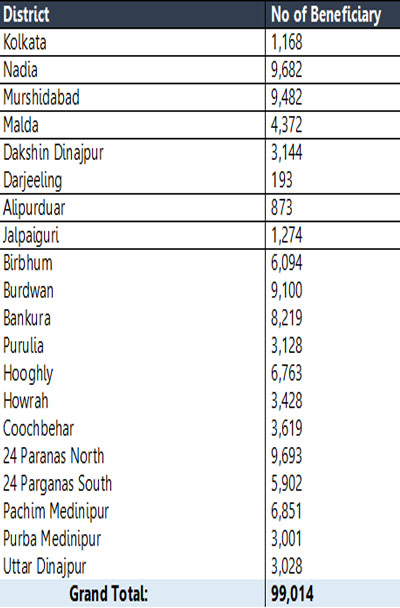 District No of Beneficiary
Kolkata 1,168
Nadia 9,682
Murshidabad 9,482
Malda 4,372
Dakshin Dinajpur 3,144
Darjeeling 193
Alipurduar 873
Jalpaiguri 1,274
Birbhum 6,094
Burdwan 9,100
Bankura 8,219
Purulia 3,128
Hooghly 6,763
Howrah 3,428
Coochbehar 3,619
24 Paranas North 9,693
24 Parganas South 5,902
Pachim Medinipur 6,851
Purba Medinipur 3,001
Uttar Dinajpur 3,028
Grand Total: 99,014